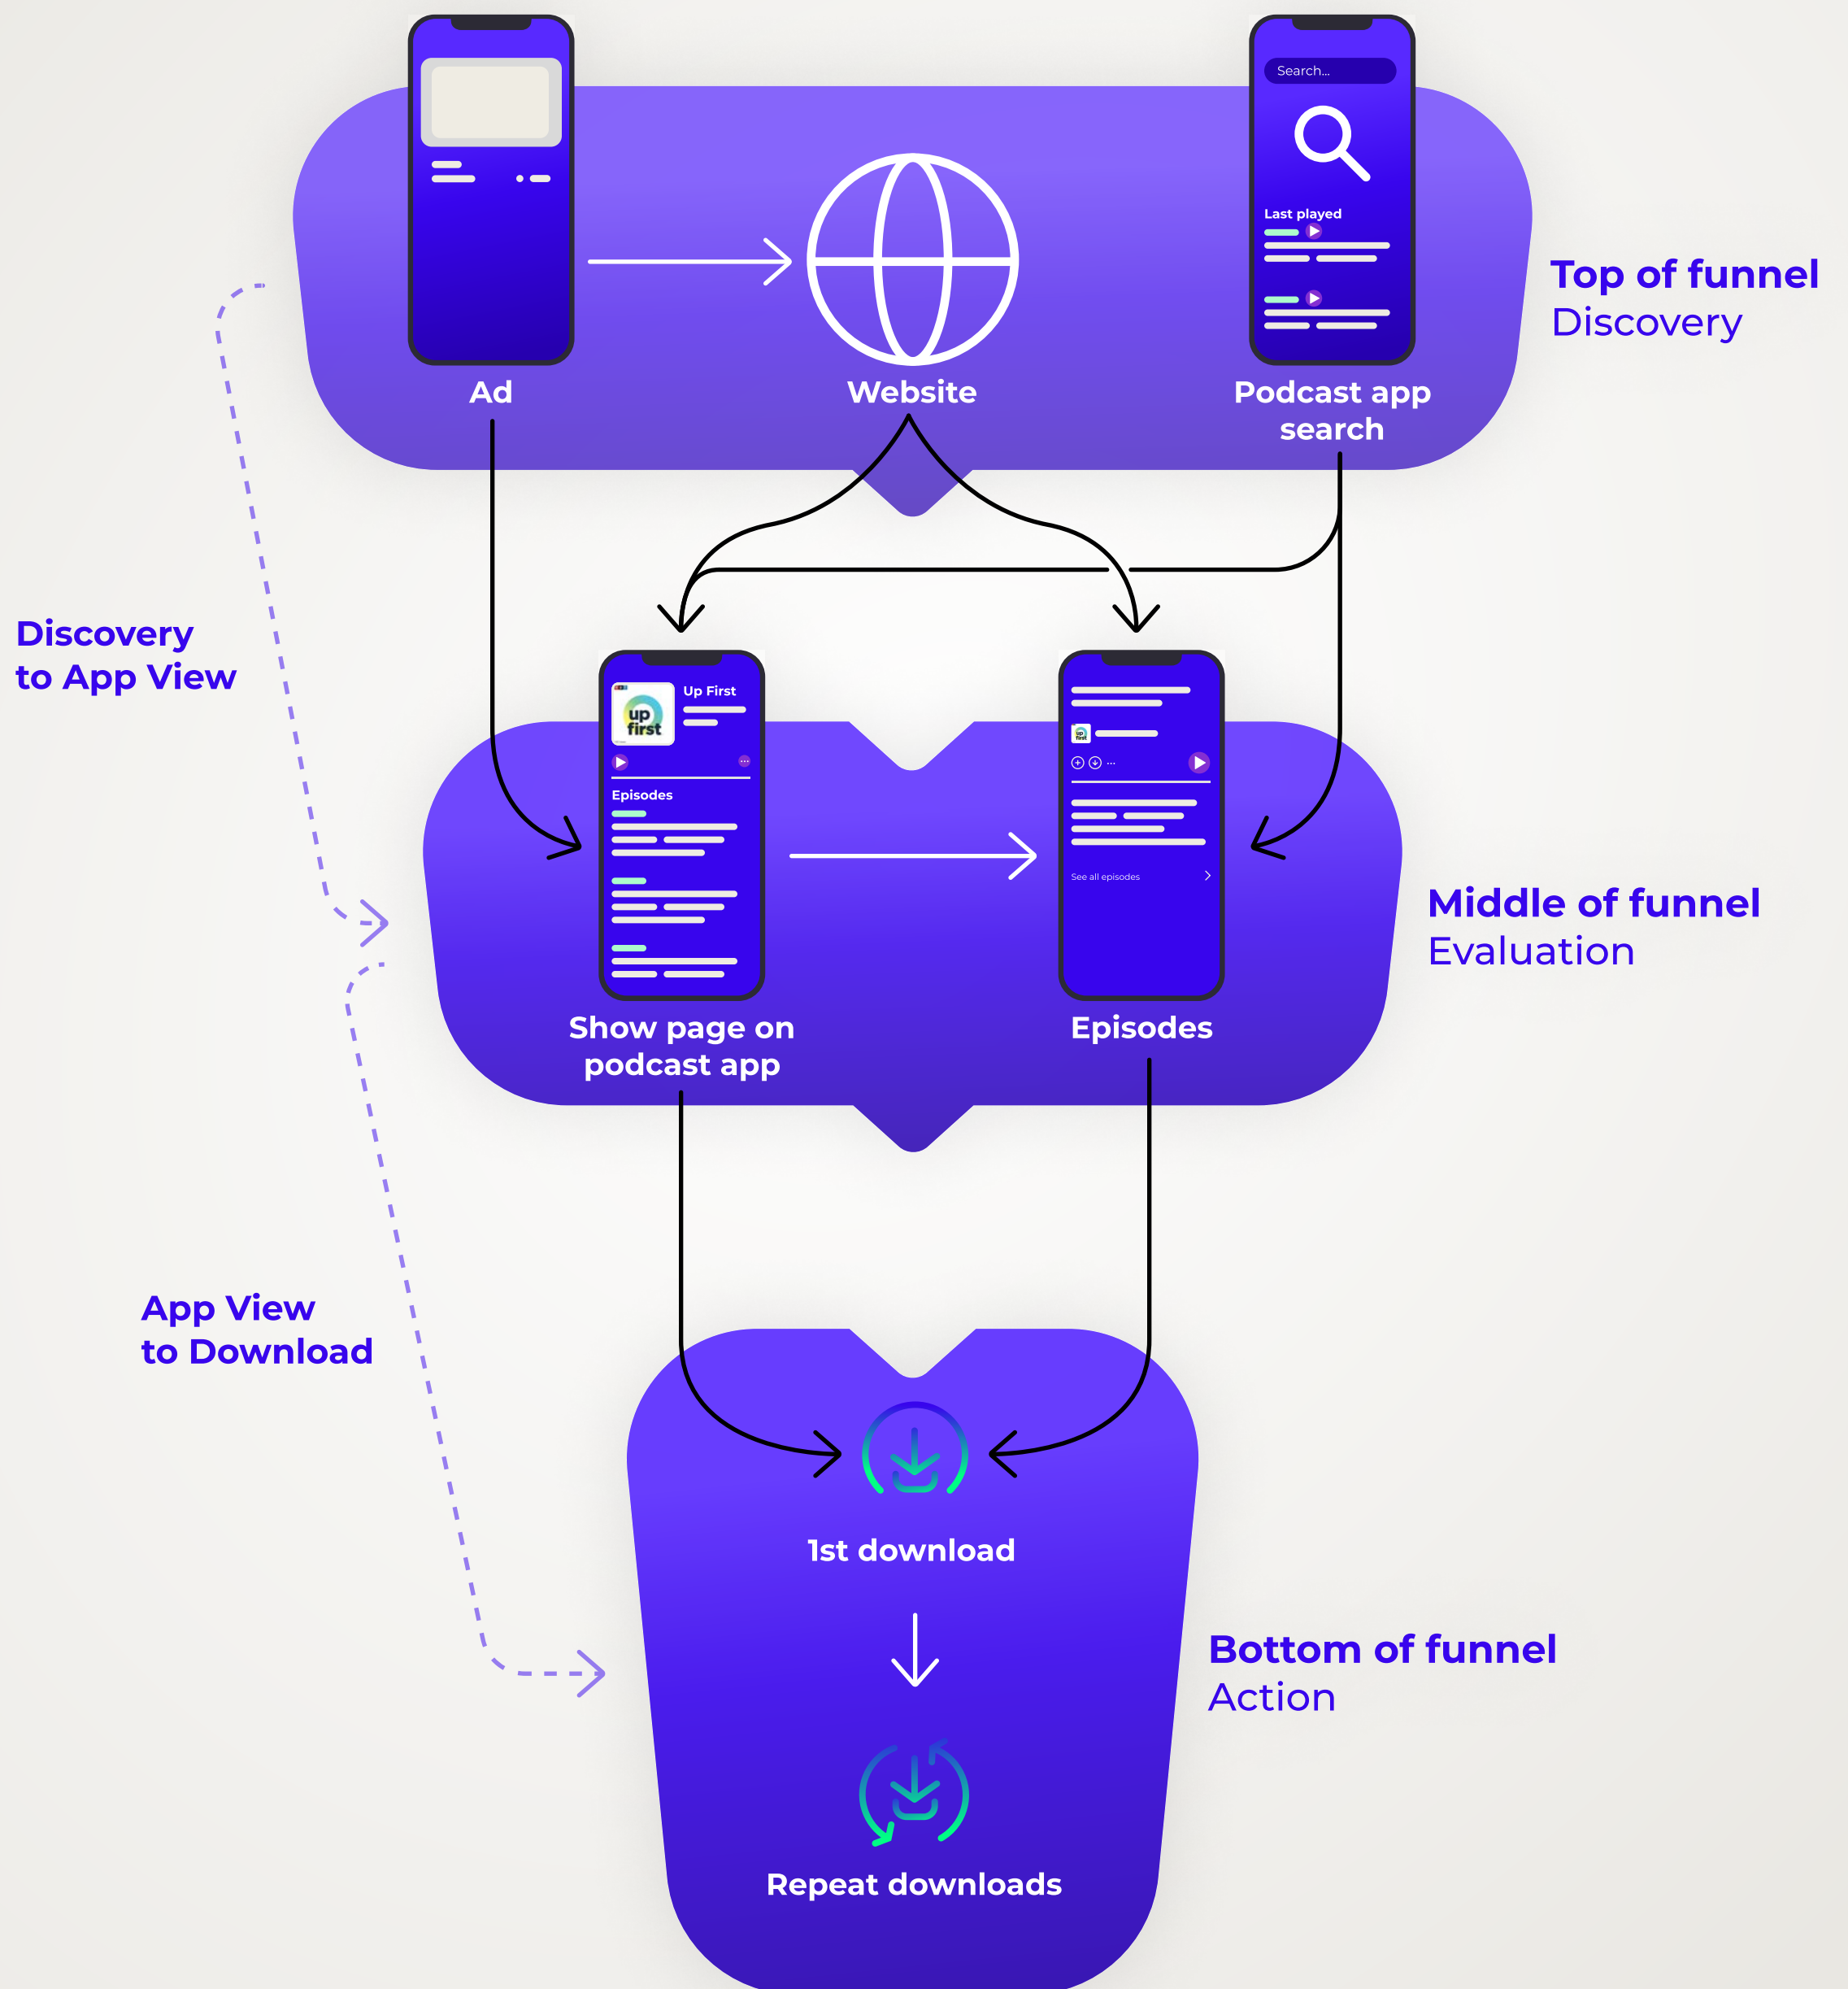 Search...
Last played
Ad
Website
Podcast app
search
Top of funnel
Discovery
Discovery
to App View
Up First
up
first
Episodes
up
first
See all episodes
Show page on
podcast app
Episodes
Middle of funnel
Evaluation
App View
to Download
1st download
Repeat downloads
Bottom of funnel
Action